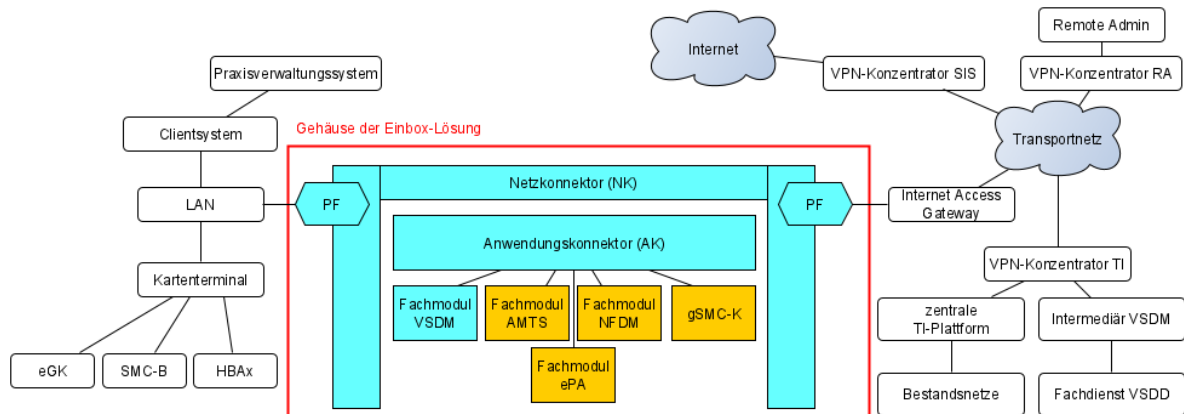 Remote Admin
Internet
Praxisverwaltungssystem
VPN-Konzentrator SIS
VPN-Konzentrator RA
Clientsystem
Gehäuse der Einbox-Lösung
Transportnetz
Netzkonnektor (NK)
LAN
PF
PF
Internet Access
Gateway
Anwendungskonnektor (AK)
VPN-Konzentrator TI
Kartenterminal
Fachmodul
VSDM
Fachmodul
AMTS
Fachmodul
NFDM
gSMC-K
zentrale
TI-Plattform
Intermediär VSDM
eGK
SMC-B
HBAx
Fachmodul
ePA
Bestandsnetze
Fachdienst VSDD